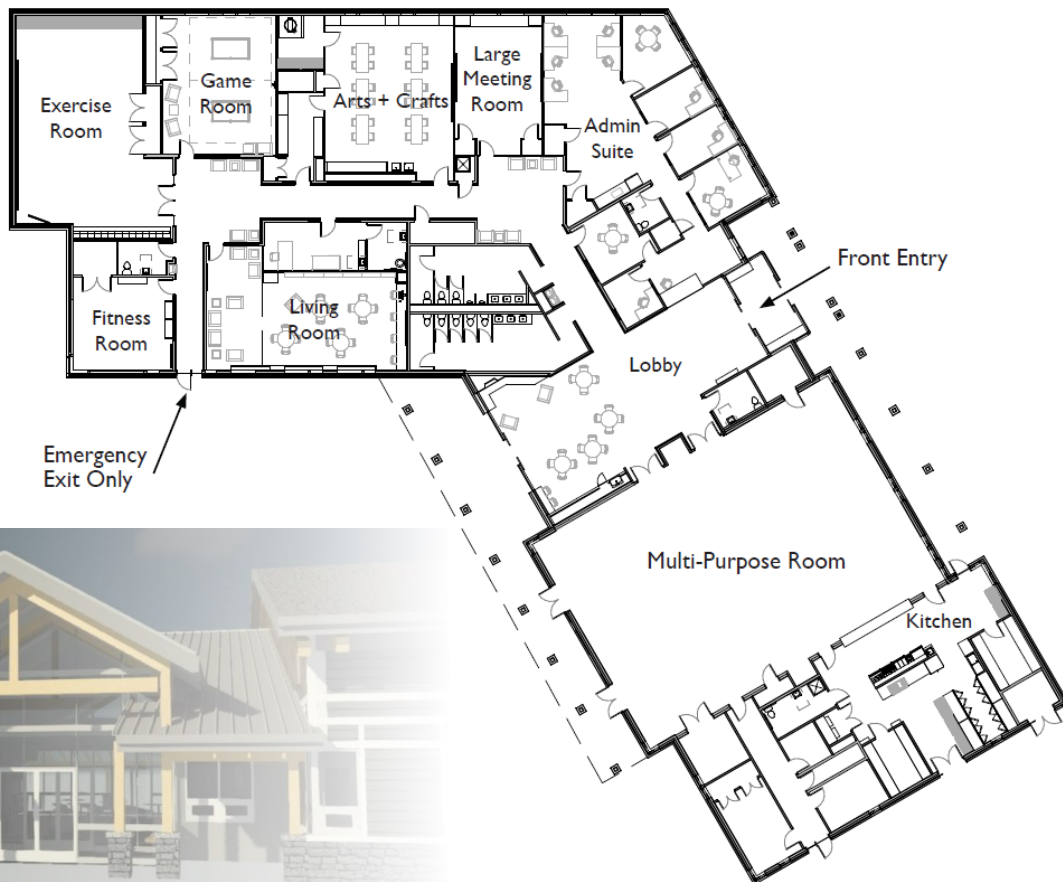 Exercise
Room
Game
Room
Arts + Crafts
Large
Meeting
Room
Admin
Suite
Front Entry
Fitness
Room
Living
Room
Lobby
Emergency
Exit Only
Multi-Purpose Room
Kitchen